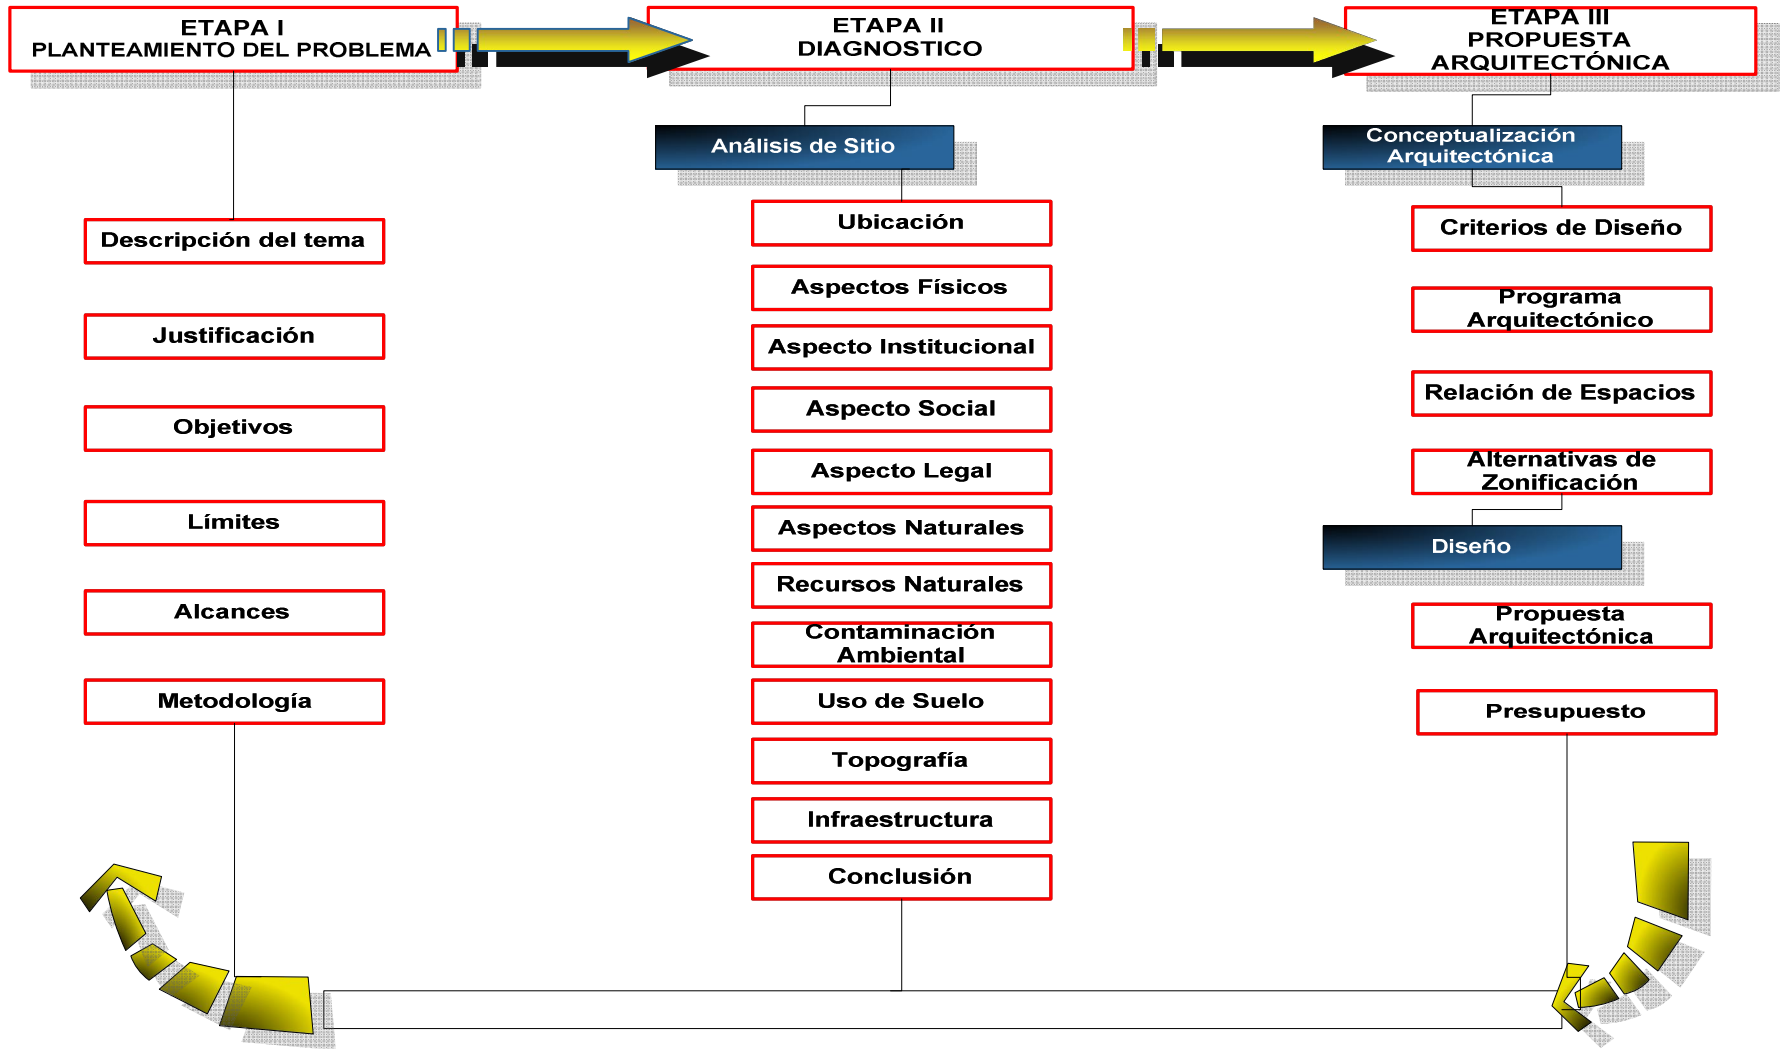 ETAPA I
PLANTEAMIENTO DEL PROBLEMA
Descripción del tema
Justificación
Objetivos
Límites
Alcances
Metodología
ETAPA II
DIAGNOSTICO
Análisis de Sitio
Ubicación
Aspectos Físicos
Aspecto Institucional
Aspecto Social
Aspecto Legal
Aspectos Naturales
Recursos Naturales
Contaminación
Ambiental
Uso de Suelo
Topografía
Infraestructura
Conclusión
ETAPA III
PROPUESTA
ARQUITECTÓNICA
Conceptualización
Arquitectónica
Criterios de Diseño
Programa
Arquitectónico
Relación de Espacios
Alternativas de
Zonificación
Diseño
Propuesta
Arquitectónica
Presupuesto